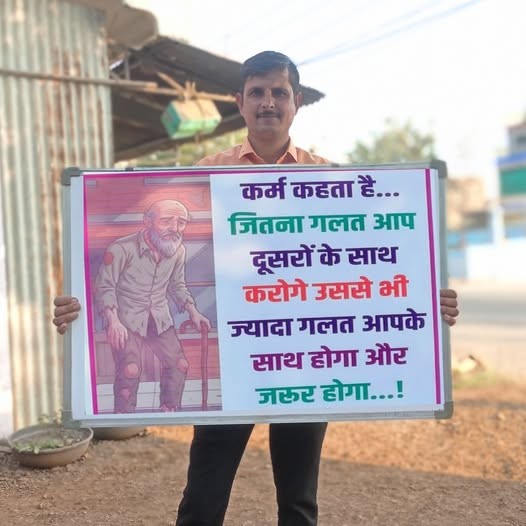 कर्म कहता है...
जितना गलत आप
दूसरों के साथ
करोगे उससे भी
ज्यादा गलत आपके
साथ होगा और
जरूर होगा...!